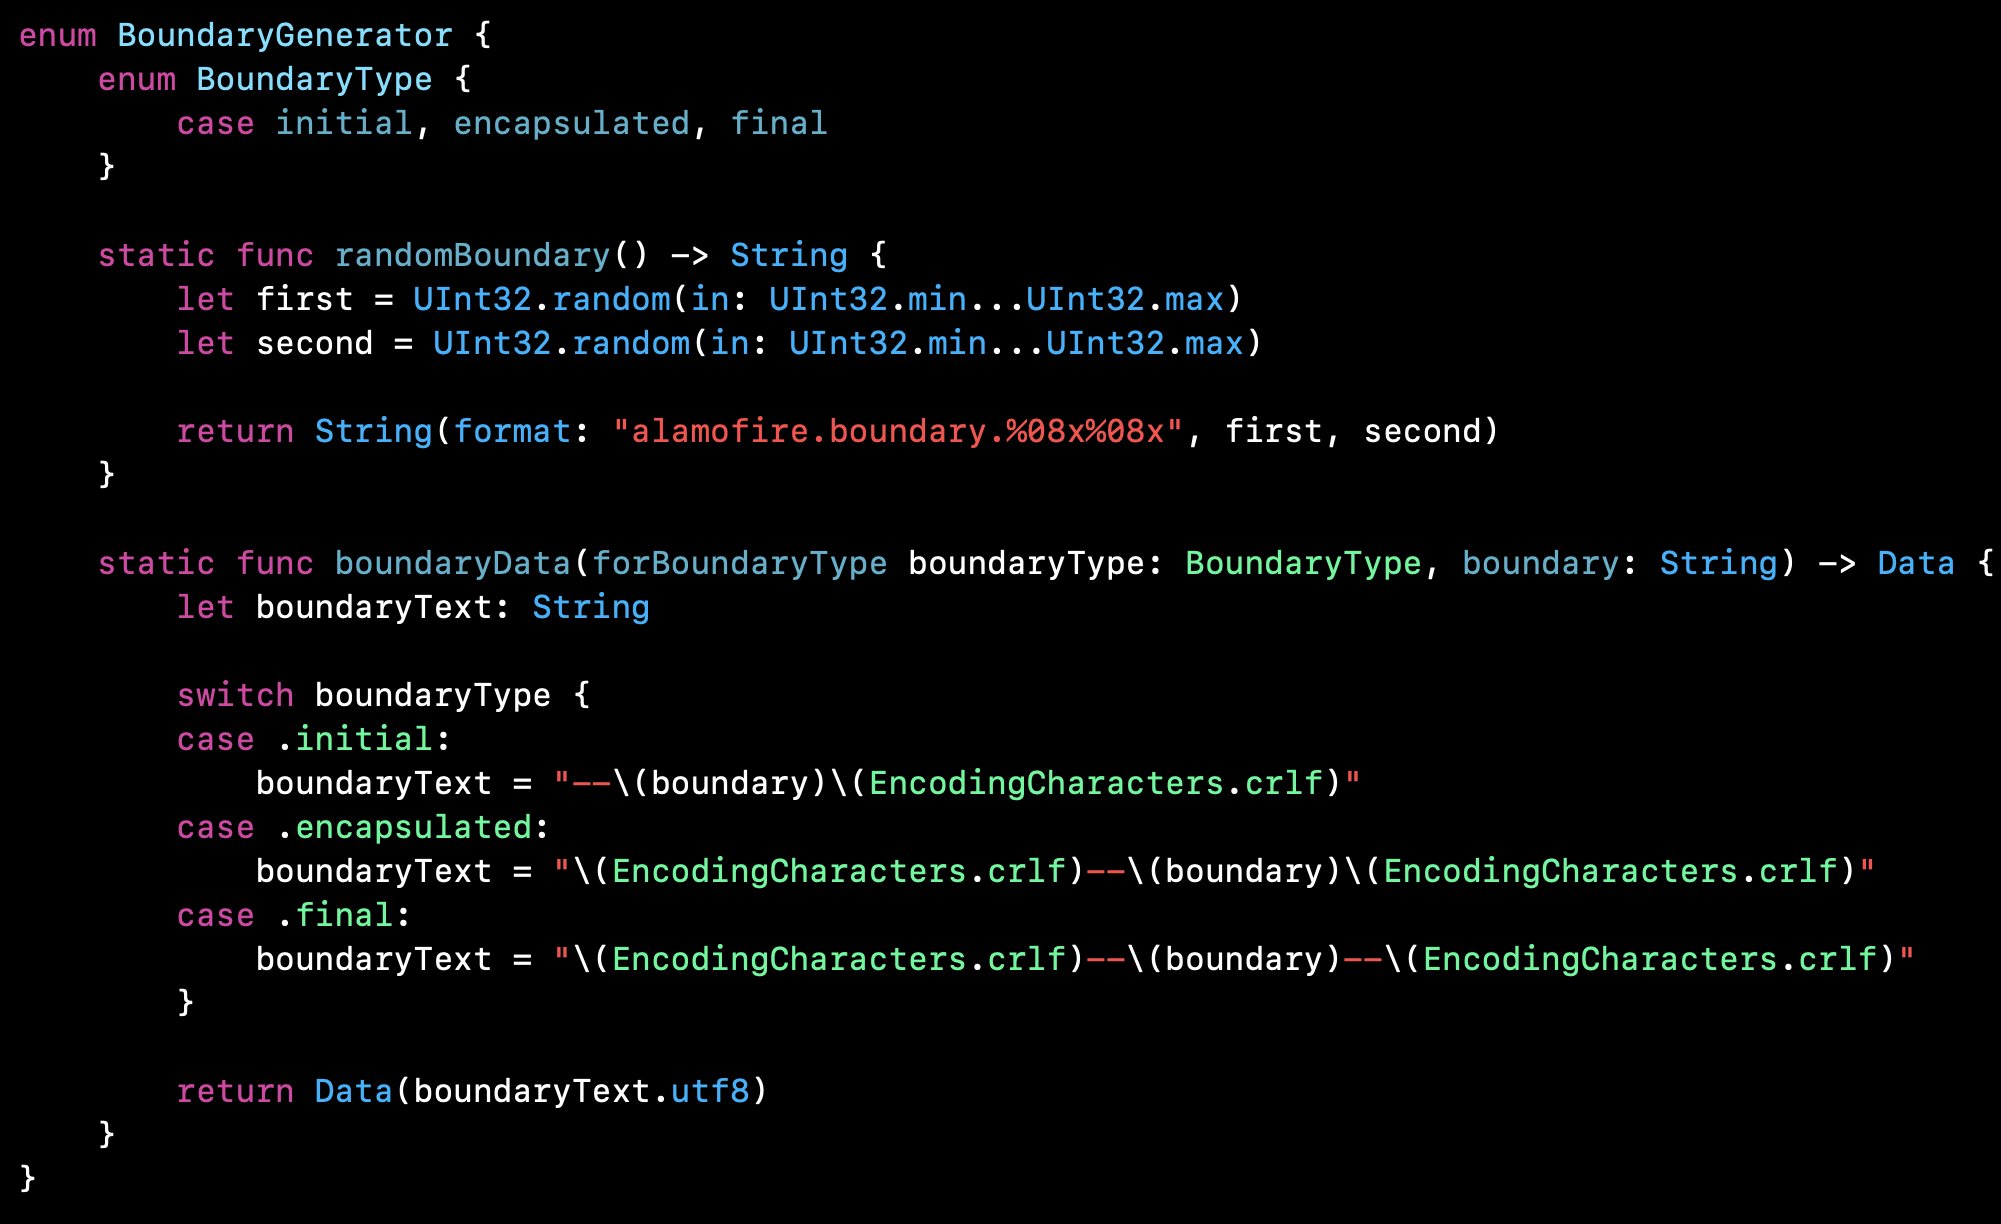 enum BoundaryGenerator {
    enum BoundaryType {
        case initial, encapsulated, final
    }

    static func randomBoundary() -> String {
        let first = UInt32.random(in: UInt32.min...UInt32.max)
        let second = UInt32.random(in: UInt32.min...UInt32.max)

        return String(format: "alamofire.boundary.%08x%08x", first, second)
    }

    static func boundaryData(forBoundaryType boundaryType: BoundaryType, boundary: String) -> Data {
        let boundaryText: String

        switch boundaryType {
        case .initial:
            boundaryText = "--\(boundary)\(EncodingCharacters.crlf)"
        case .encapsulated:
            boundaryText = "\(EncodingCharacters.crlf)--\(boundary)\(EncodingCharacters.crlf)"
        case .final:
            boundaryText = "\(EncodingCharacters.crlf)--\(boundary)--\(EncodingCharacters.crlf)"
        }

        return Data(boundaryText.utf8)
    }
}